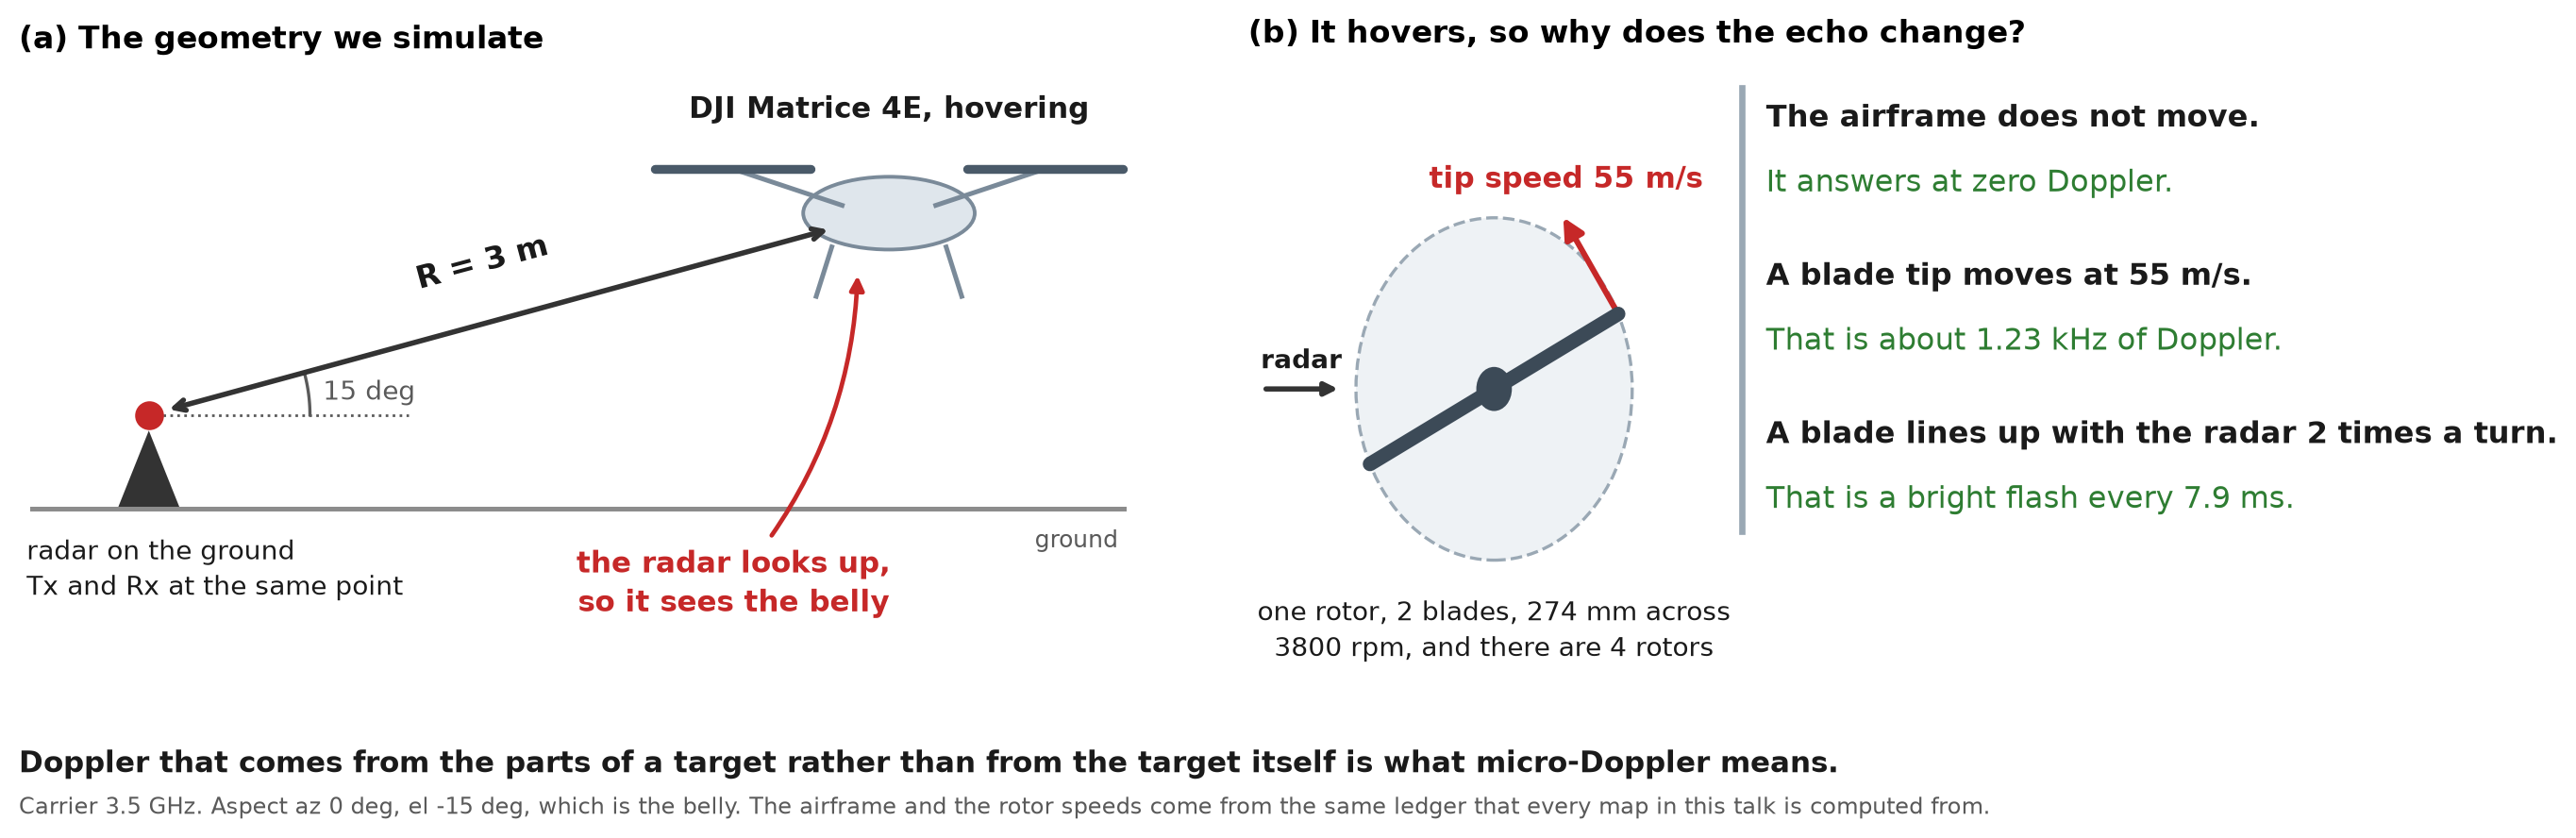 (a) The geometry we simulate
DJI Matrice 4E, hovering
R = 3 m
15 deg
ground
radar on the ground
Tx and Rx at the same point
the radar looks up,
so it sees the belly
(b) It hovers, so why does the echo change?
tip speed 55 m/s
radar
one rotor, 2 blades, 274 mm across
3800 rpm, and there are 4 rotors
The airframe does not move.
It answers at zero Doppler.
A blade tip moves at 55 m/s.
That is about 1.23 kHz of Doppler.
A blade lines up with the radar 2 times a turn.
That is a bright flash every 7.9 ms.
Doppler that comes from the parts of a target rather than from the target itself is what micro-Doppler means.
Carrier 3.5 GHz. Aspect az 0 deg, el -15 deg, which is the belly. The airframe and the rotor speeds come from the same ledger that every map in this talk is computed from.